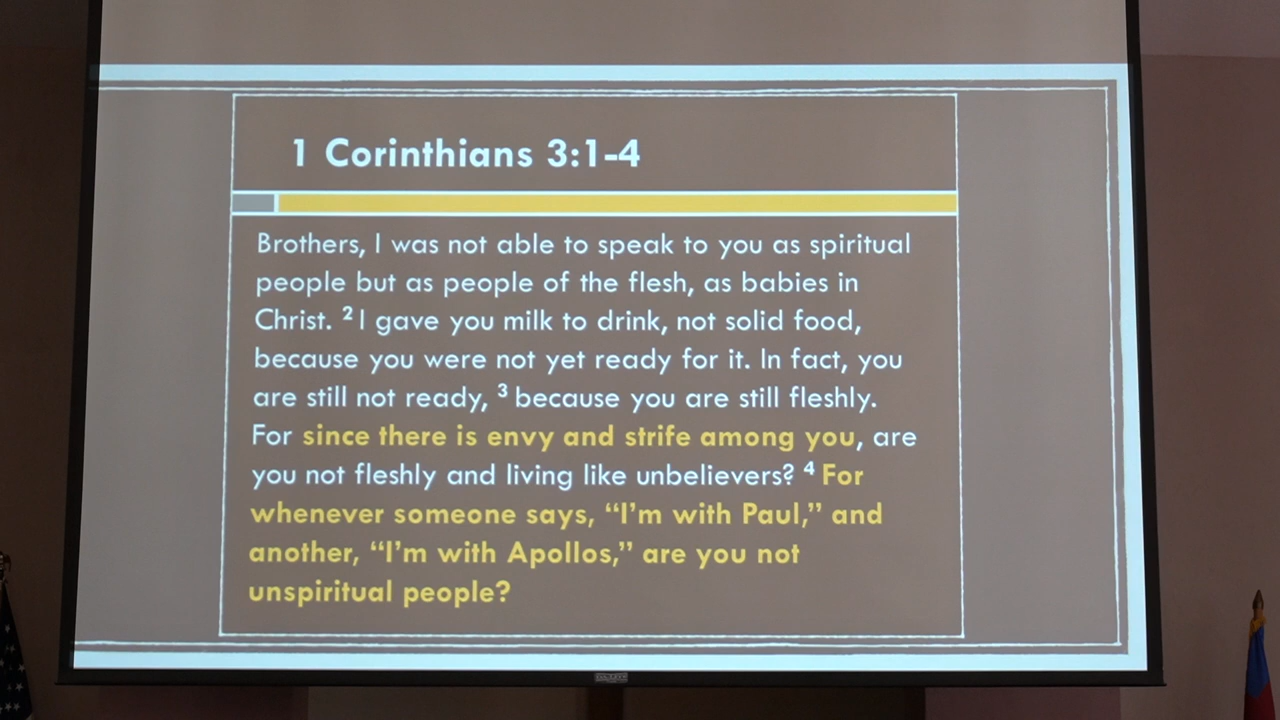 1 Corinthians 3:1-4
Brothers, I was not able to speak to you as spiritual
people but as people of the flesh, as babies in
Christ. ² I gave you milk to drink, not solid food,
because you were not yet ready for it. In fact, you
are still not ready, ³ because you are still fleshly.
For since there is envy and strife among you, are
you not fleshly and living like unbelievers? ⁴ For
whenever someone says, “I’m with Paul,” and
another, “I’m with Apollos,” are you not
unspiritual people?